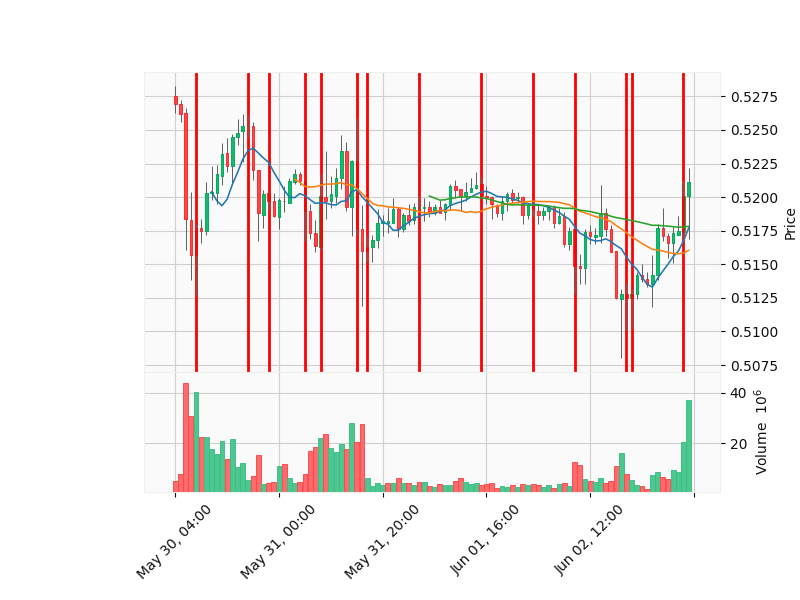 0.5275
0.5250
0.5225
0.5200
0.5175
0.5150
0.5125
0.5100
0.5075
Price
40
20
Volume 10⁶
May 30, 04:00
May 31, 00:00
May 31, 20:00
Jun 01, 16:00
Jun 02, 12:00